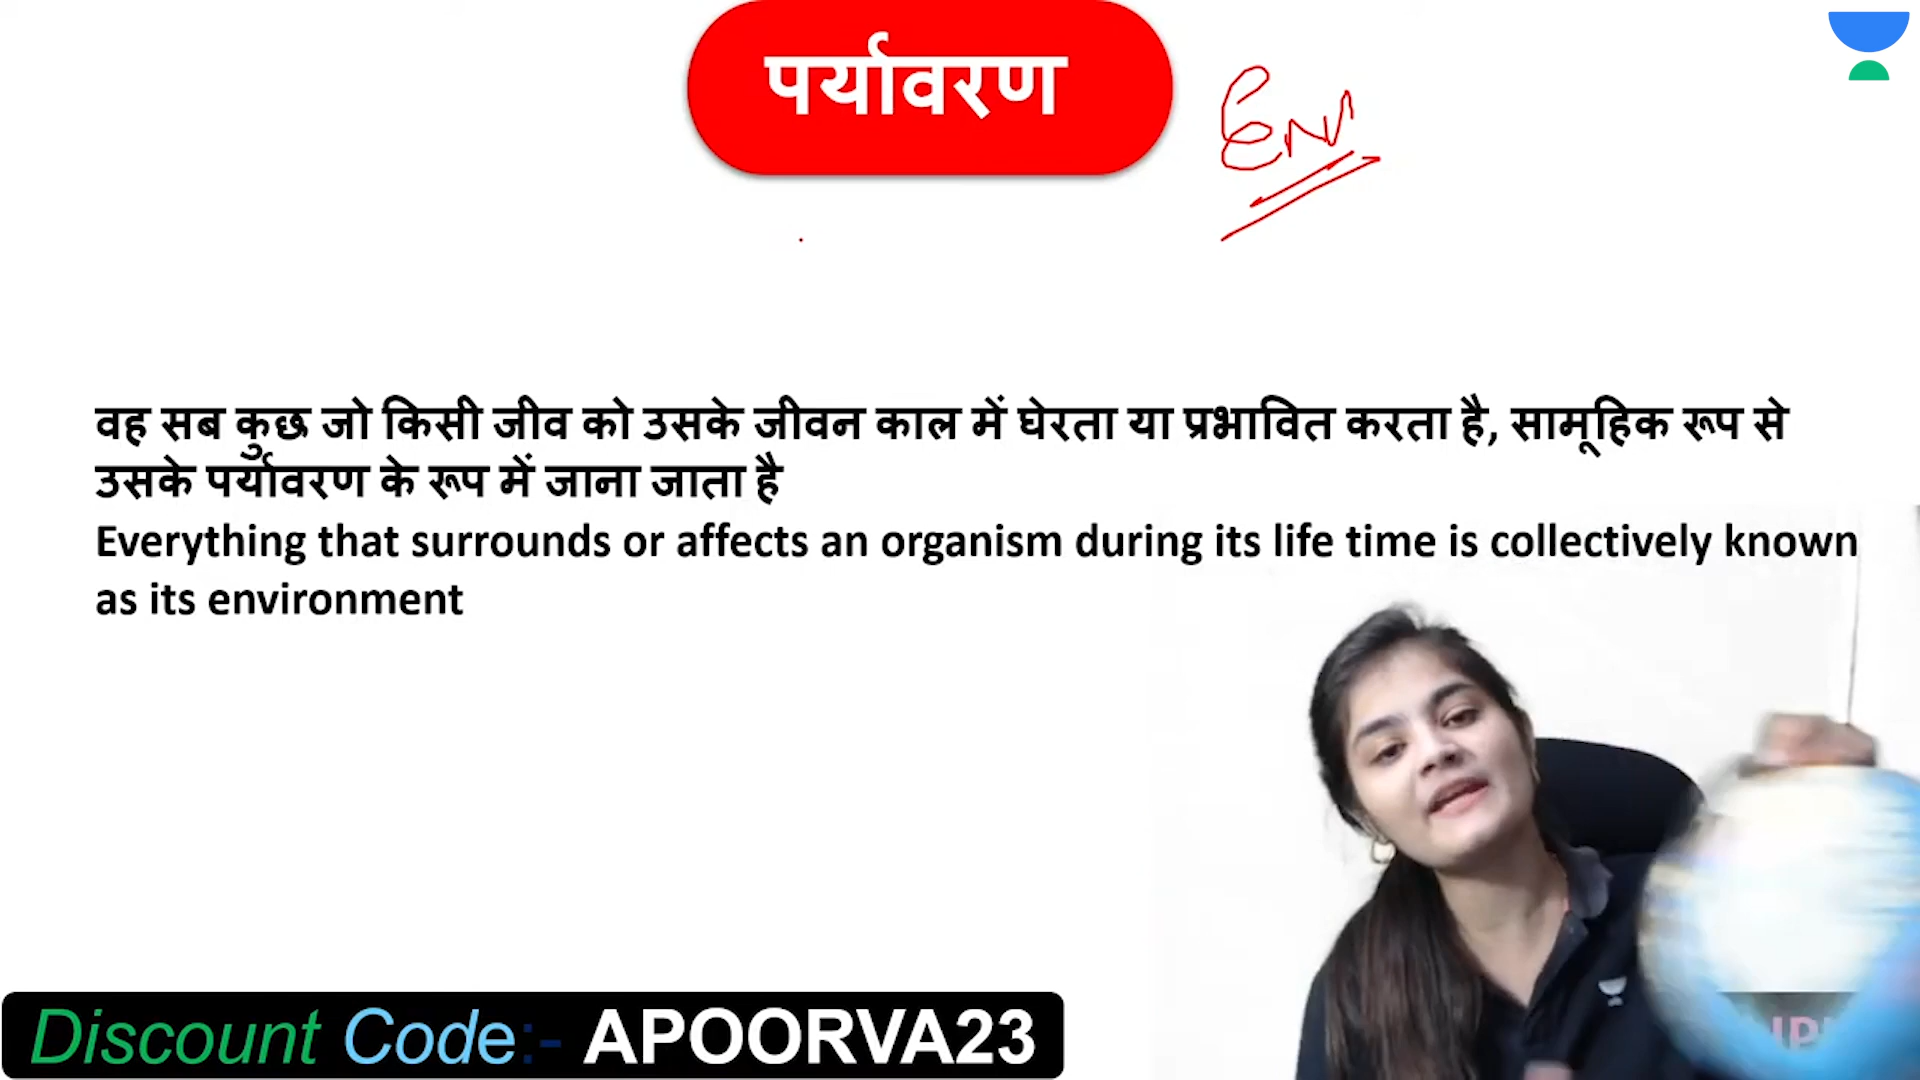 पर्यावरण
Env
वह सब कुछ जो किसी जीव को उसके जीवन काल में घेरता या प्रभावित करता है, सामूहिक रूप से
उसके पर्यावरण के रूप में जाना जाता है
Everything that surrounds or affects an organism during its life time is collectively known
as its environment
Discount Code:- APOORVA23